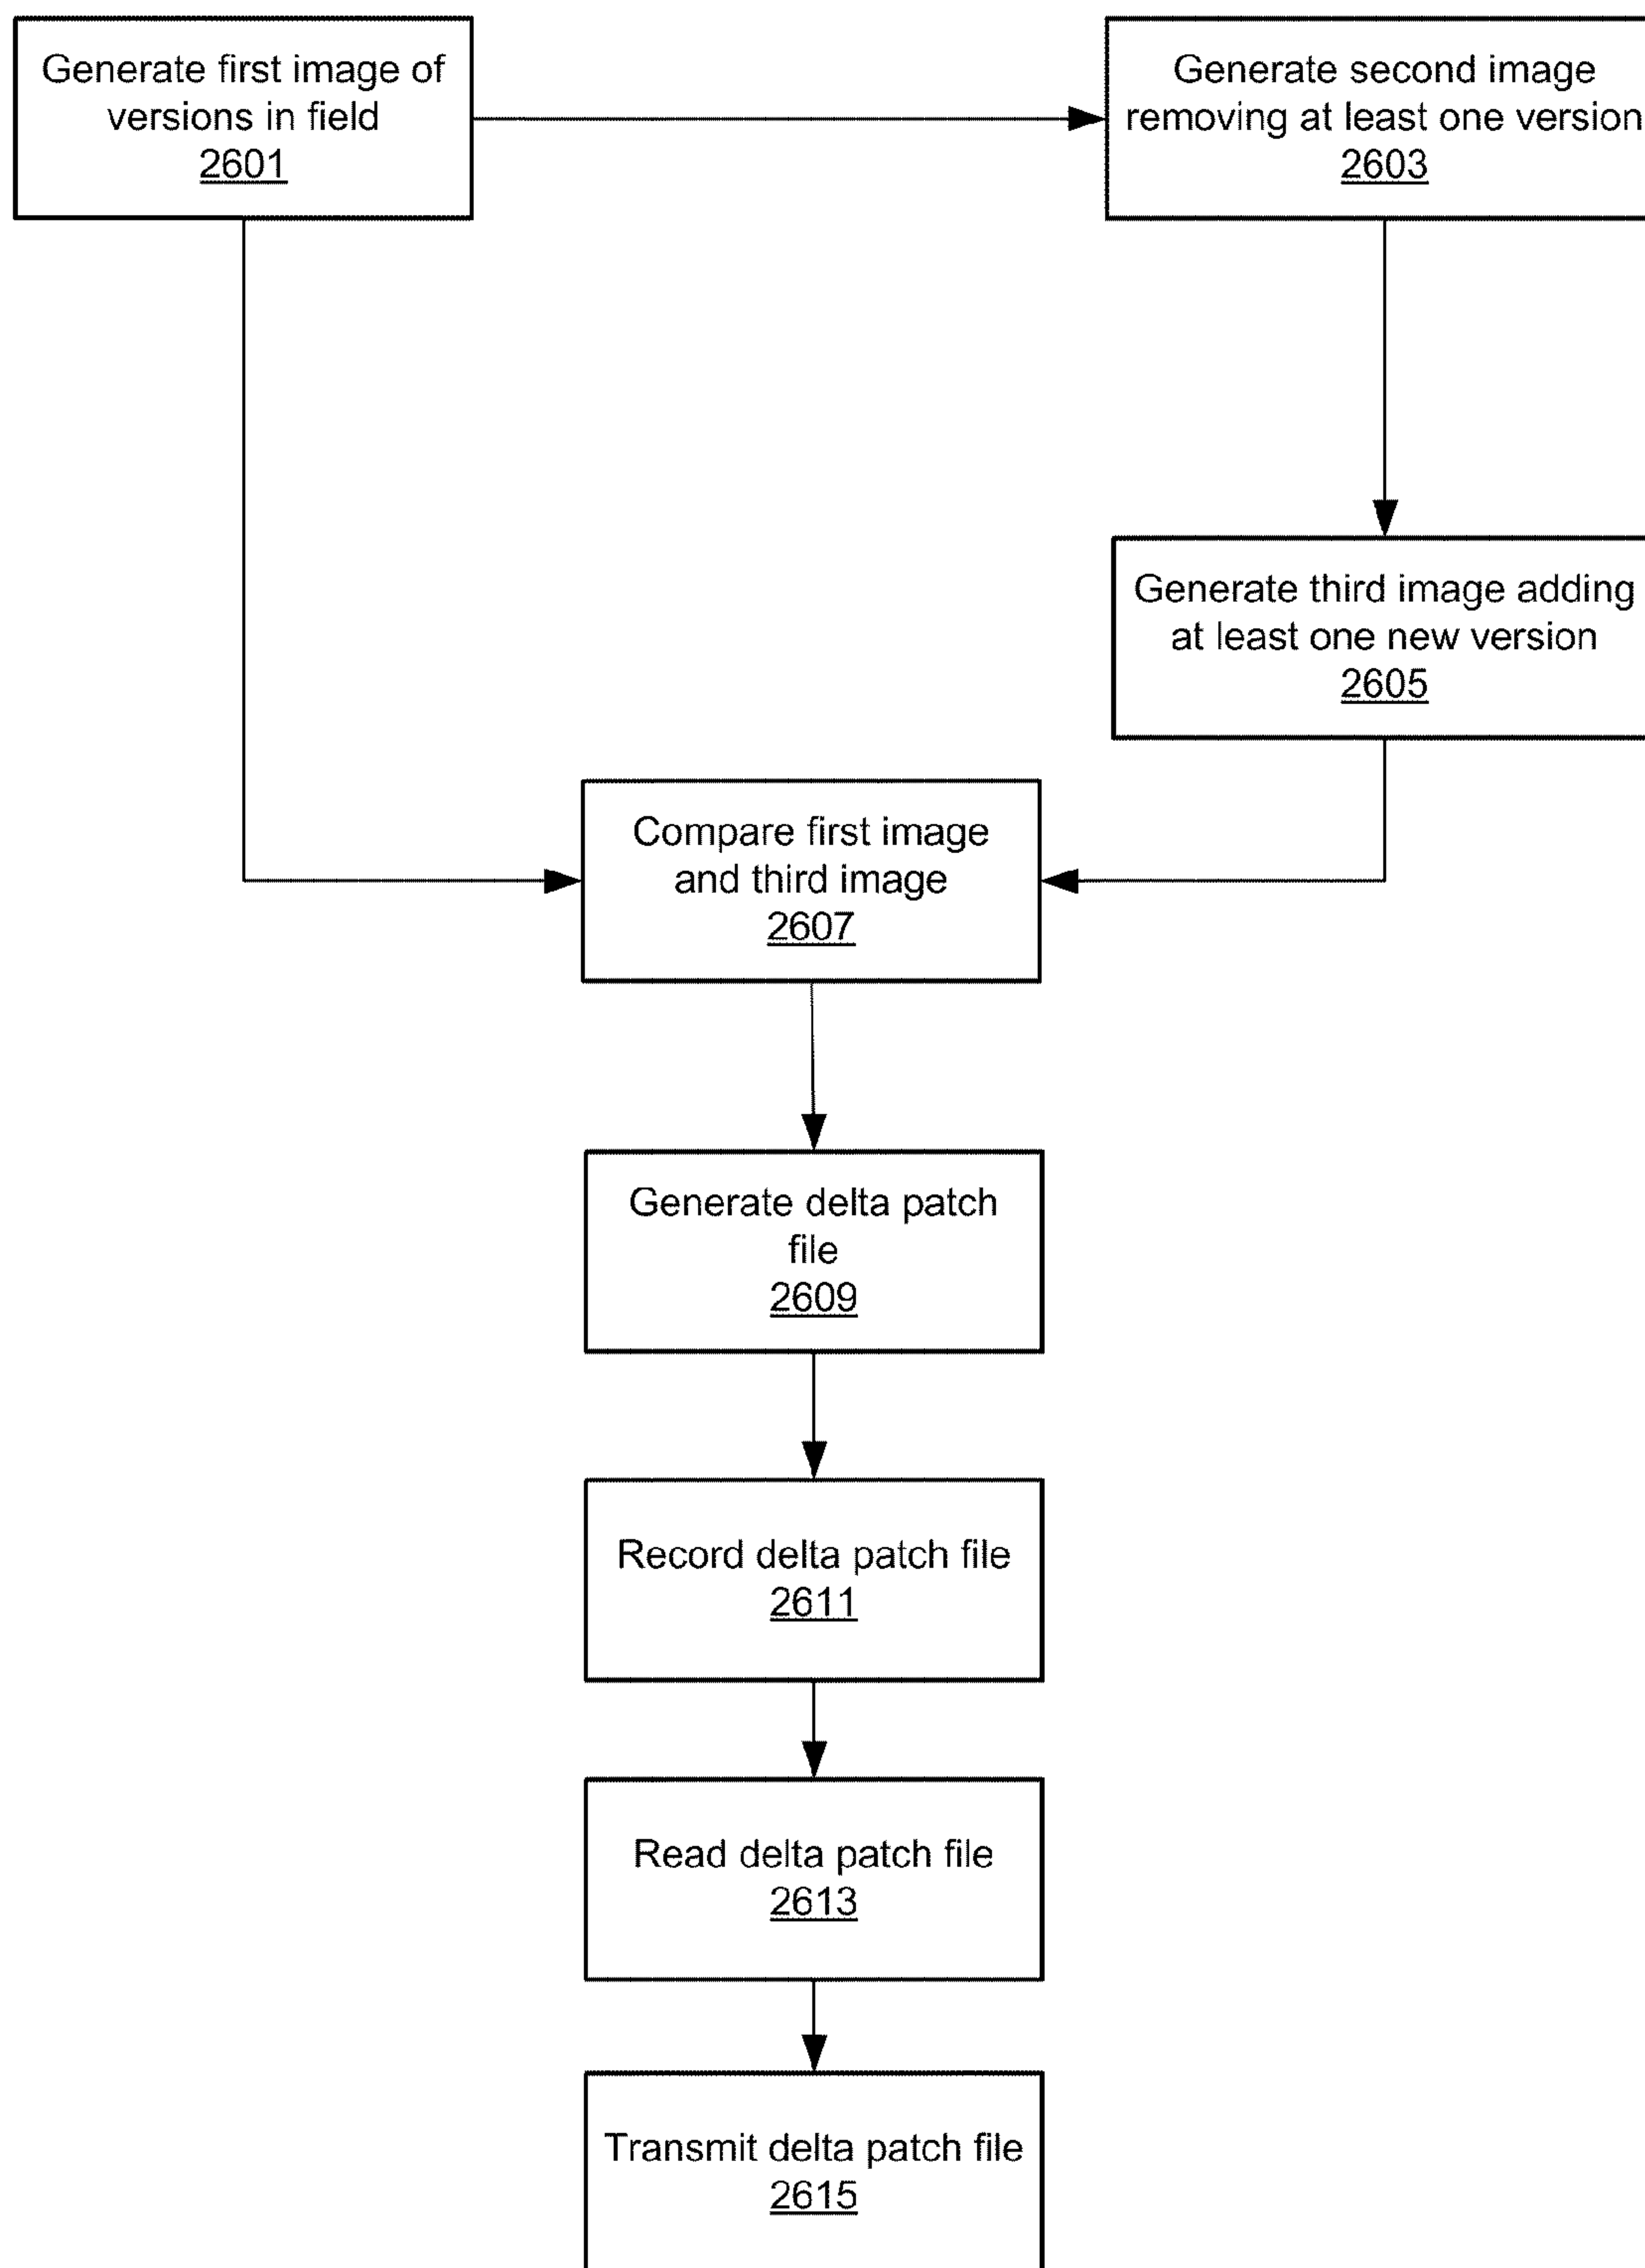 Generate first image of
versions in field
2601
Generate second image
removing at least one version
2603
Generate third image adding
at least one new version
2605
Compare first image
and third image
2607
Generate delta patch
file
2609
Record delta patch file
2611
Read delta patch file
2613
Transmit delta patch file
2615